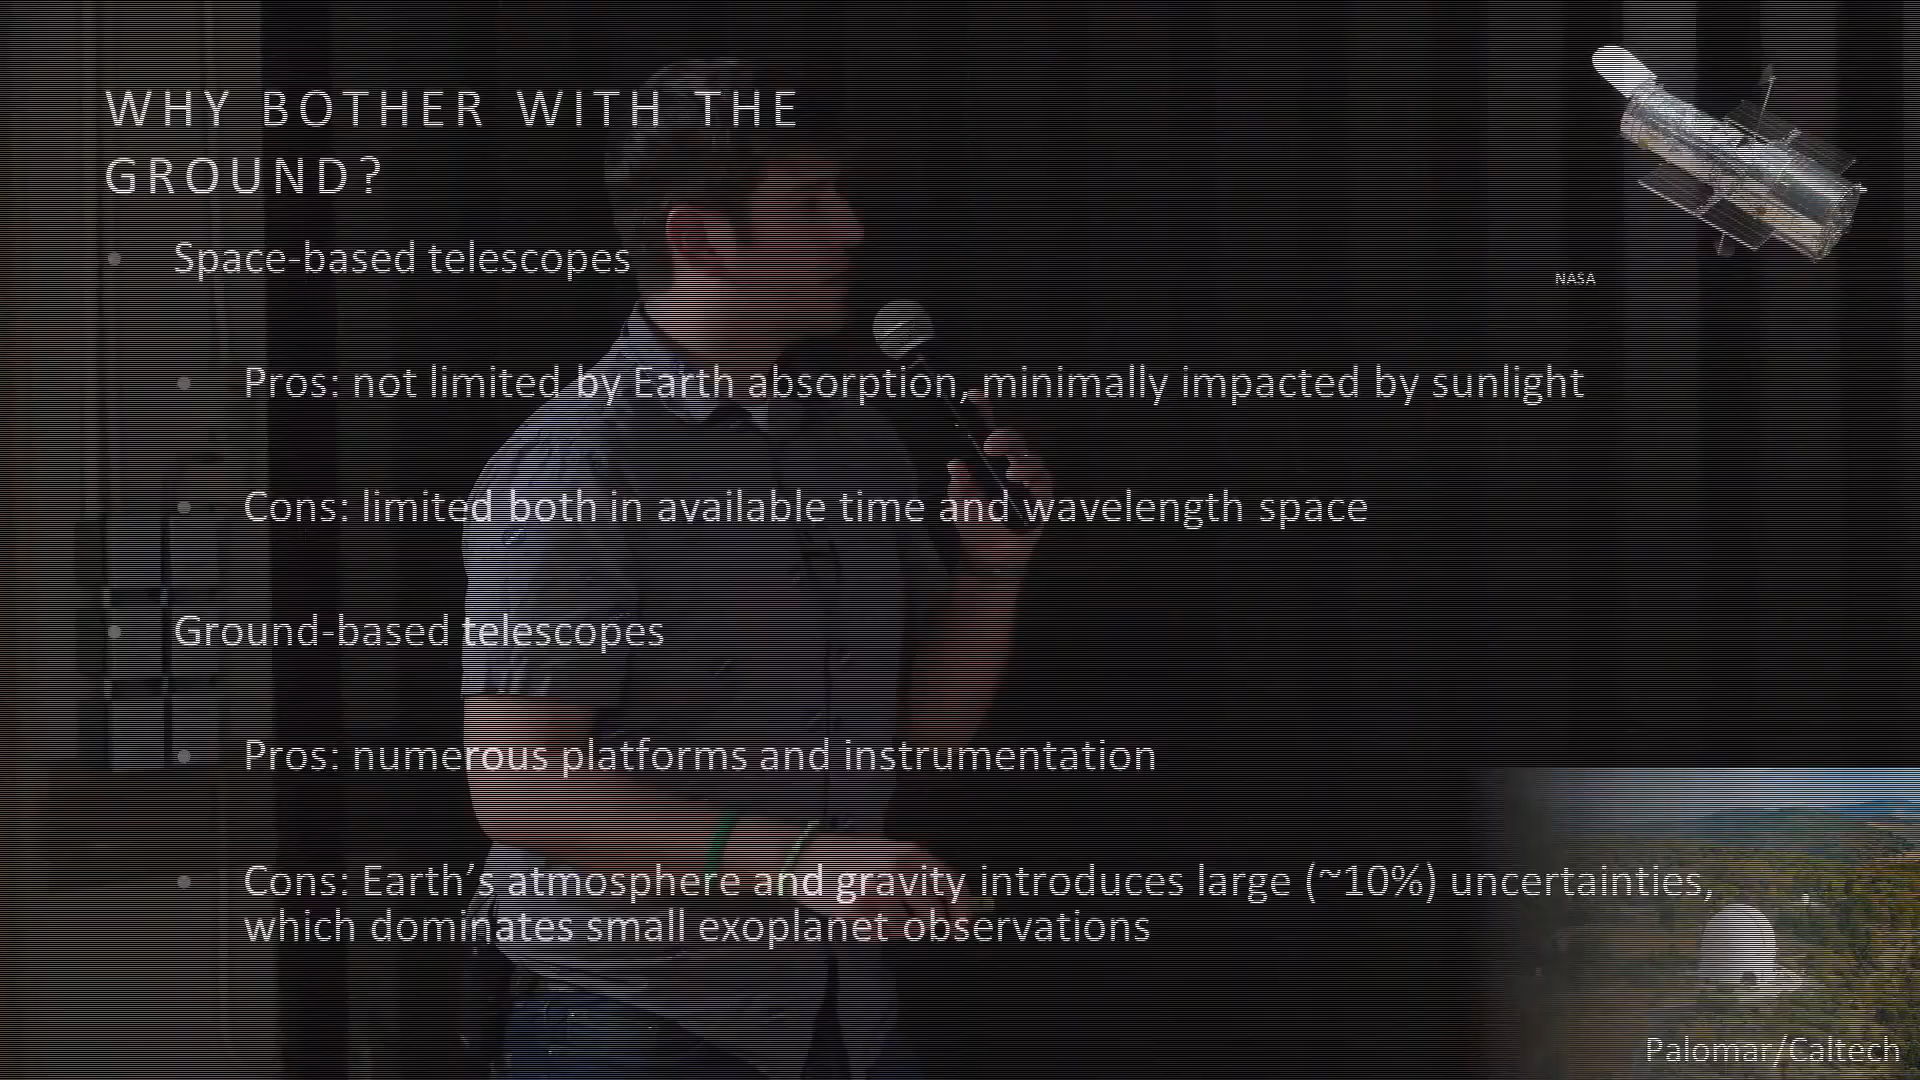 WHY BOTHER WITH THE
GROUND?
Space-based telescopes
NASA
Pros: not limited by Earth absorption, minimally impacted by sunlight
Cons: limited both in available time and wavelength space
Ground-based telescopes
Pros: numerous platforms and instrumentation
Cons: Earth’s atmosphere and gravity introduces large (~10%) uncertainties,
which dominates small exoplanet observations
Palomar/Caltech